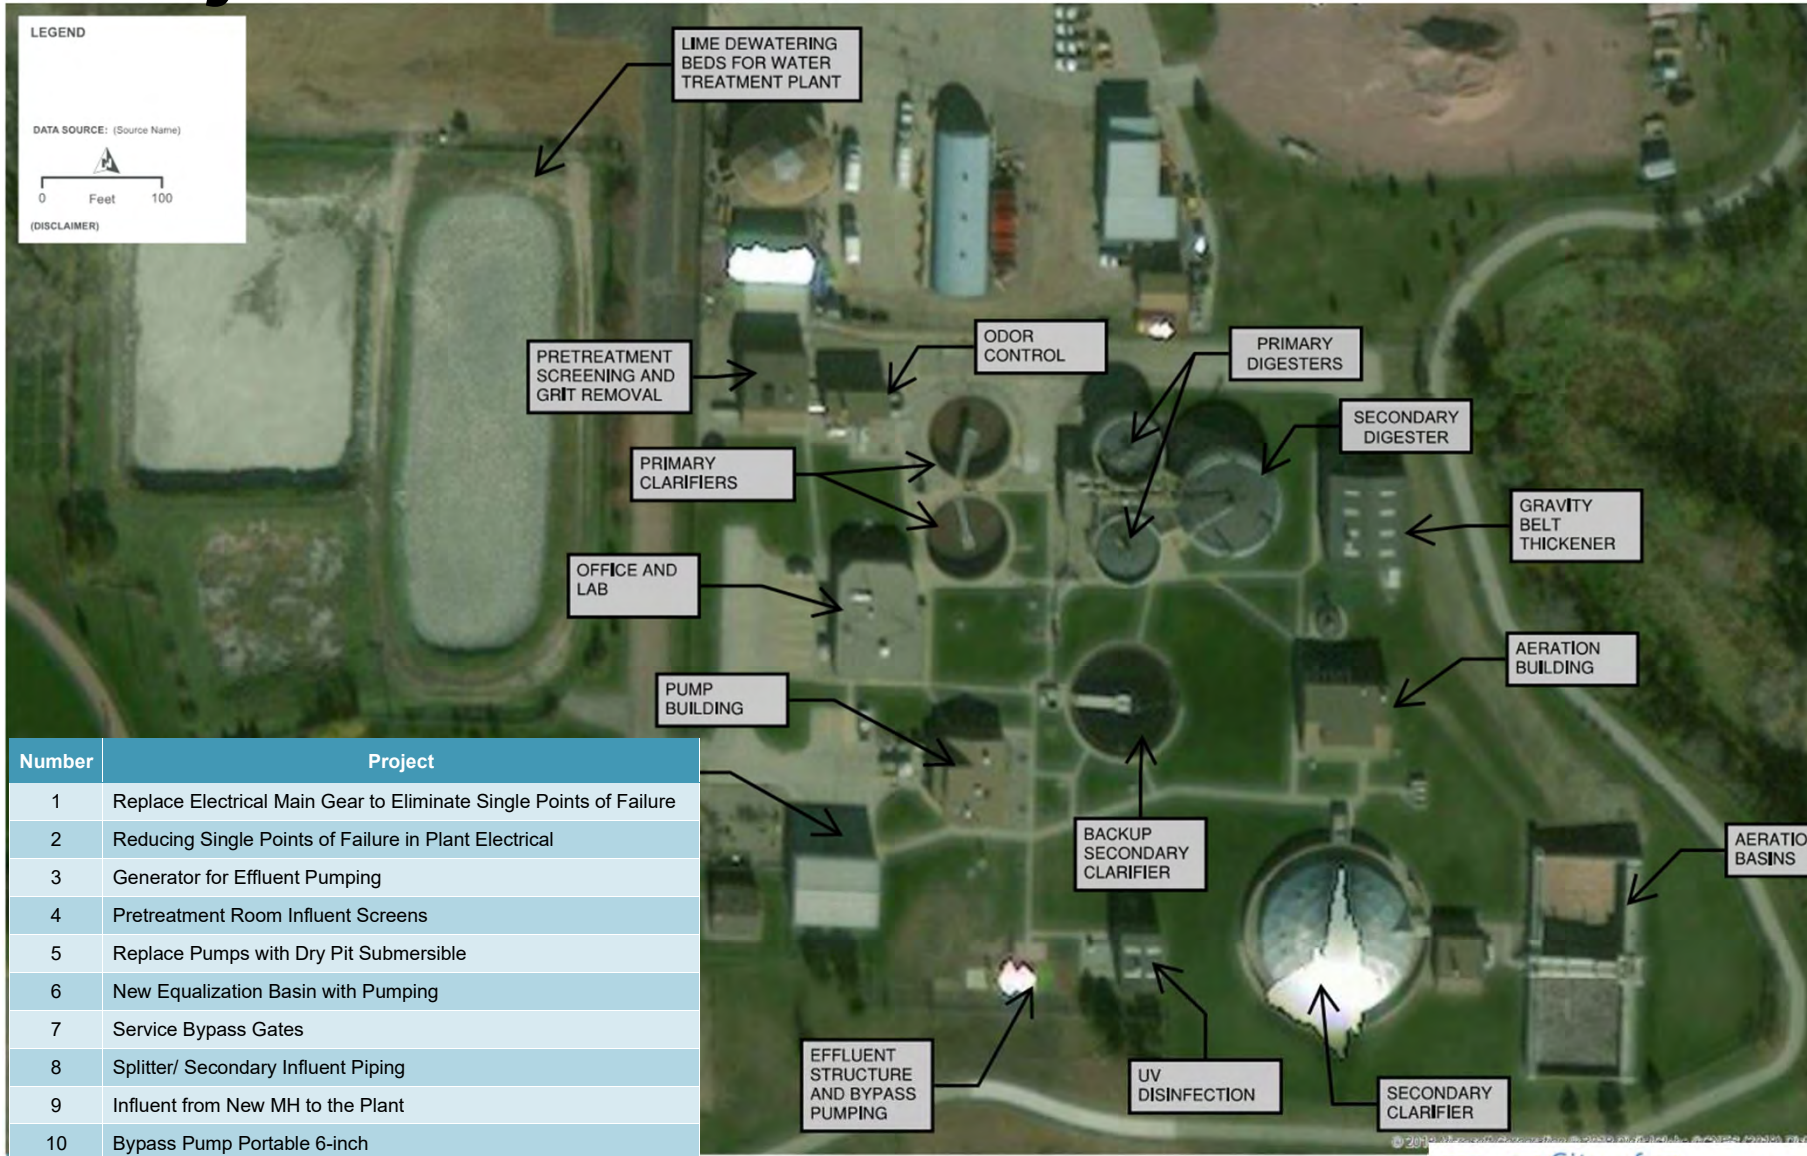 LEGEND
DATA SOURCE: (Source Name)
0 Feet 100
(DISCLAIMER)
LIME DEWATERING
BEDS FOR WATER
TREATMENT PLANT
PRETREATMENT
SCREENING AND
GRIT REMOVAL
ODOR
CONTROL
PRIMARY
DIGESTERS
SECONDARY
DIGESTER
PRIMARY
CLARIFIERS
GRAVITY
BELT
THICKENER
OFFICE AND
LAB
AERATION
BUILDING
PUMP
BUILDING
BACKUP
SECONDARY
CLARIFIER
AERATIO
BASINS
EFFLUENT
STRUCTURE
AND BYPASS
PUMPING
UV
DISINFECTION
SECONDARY
CLARIFIER
Number Project
1 Replace Electrical Main Gear to Eliminate Single Points of Failure
2 Reducing Single Points of Failure in Plant Electrical
3 Generator for Effluent Pumping
4 Pretreatment Room Influent Screens
5 Replace Pumps with Dry Pit Submersible
6 New Equalization Basin with Pumping
7 Service Bypass Gates
8 Splitter/ Secondary Influent Piping
9 Influent from New MH to the Plant
10 Bypass Pump Portable 6-inch